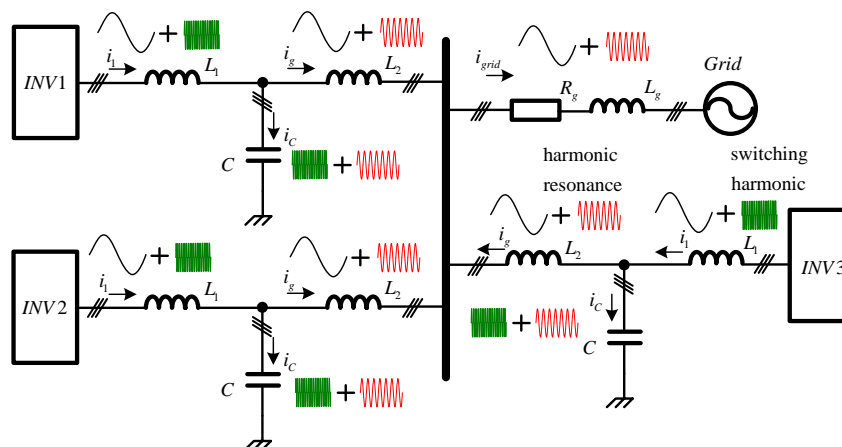 INV1
i1
L1
ig
L2
iC
C
igrid
Rg
Lg
Grid
harmonic
resonance
switching
harmonic
INV2
i1
L1
ig
L2
iC
C
ig
L2
i1
L1
INV3
iC
C